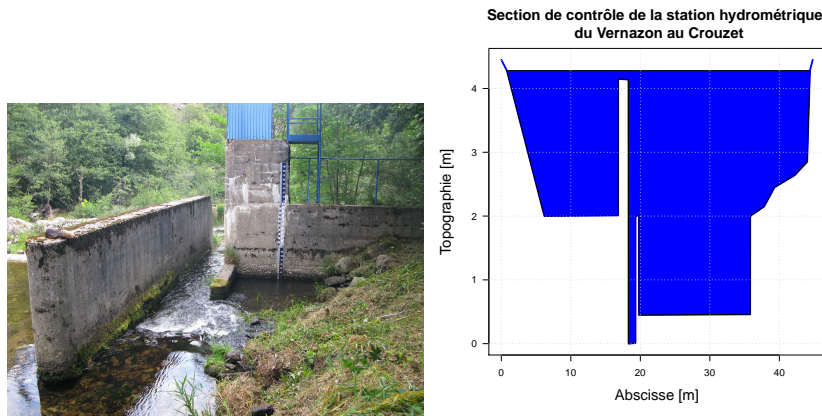 Section de contrôle de la station hydrométrique
du Vernazon au Crouzet
Topographie [m]
4
3
2
1
0
0 10 20 30 40
Abscisse [m]